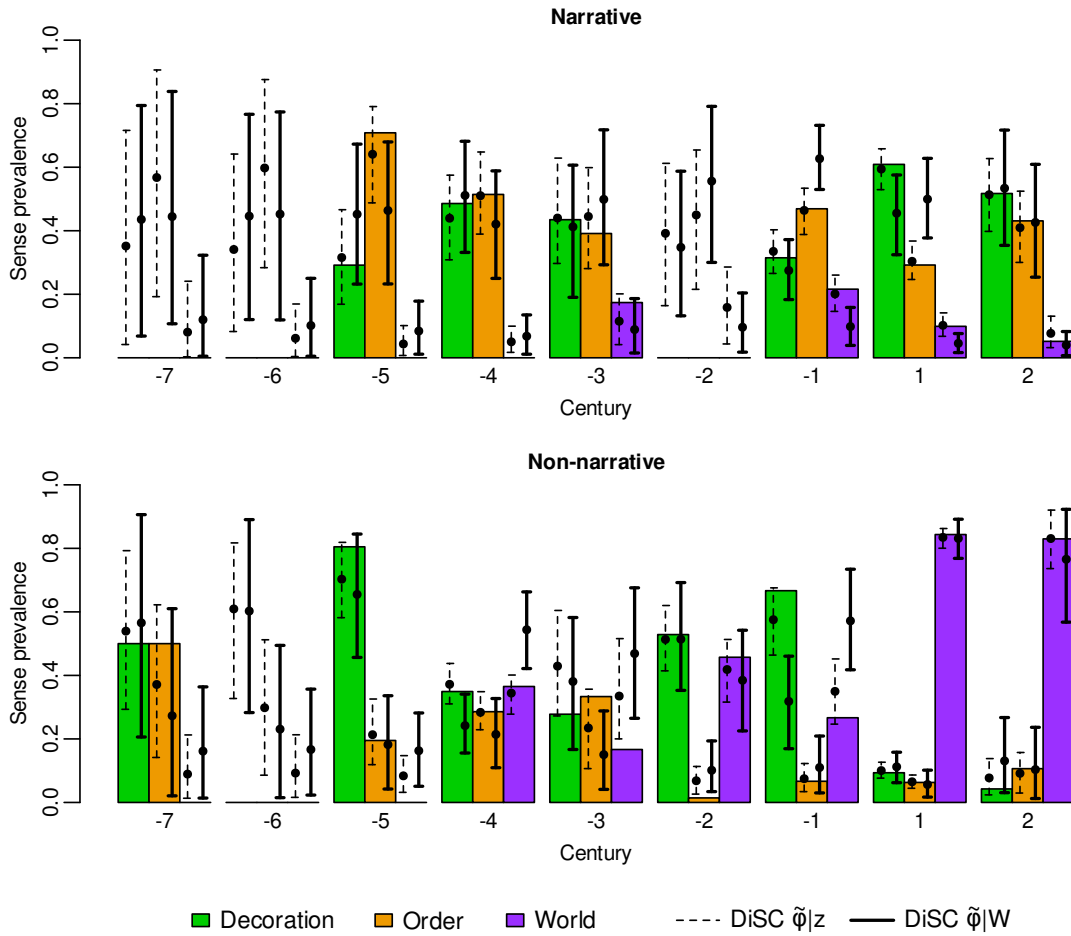 Narrative
Sense prevalence
0.0 0.2 0.4 0.6 0.8 1.0
-7 -6 -5 -4 -3 -2 -1 1 2
Century
Non-narrative
Sense prevalence
0.0 0.2 0.4 0.6 0.8 1.0
-7 -6 -5 -4 -3 -2 -1 1 2
Century
Decoration Order World DiSC φ̃|z DiSC φ̃|W